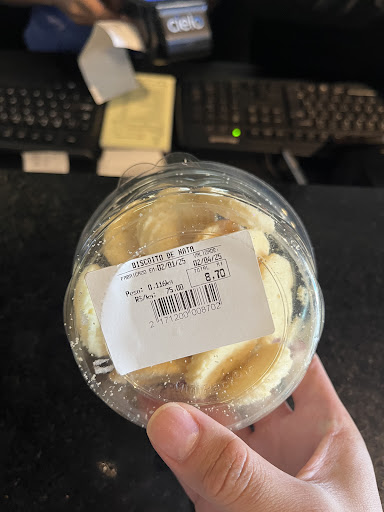 cielo
BISCOITO DE NATA
FABRICADO EM: 02/01/25 VALIDADE: 02/04/25
TOTAL R$
8.70
Peso: 0.116kg
R$/kg: 75.00
2 171200 008702